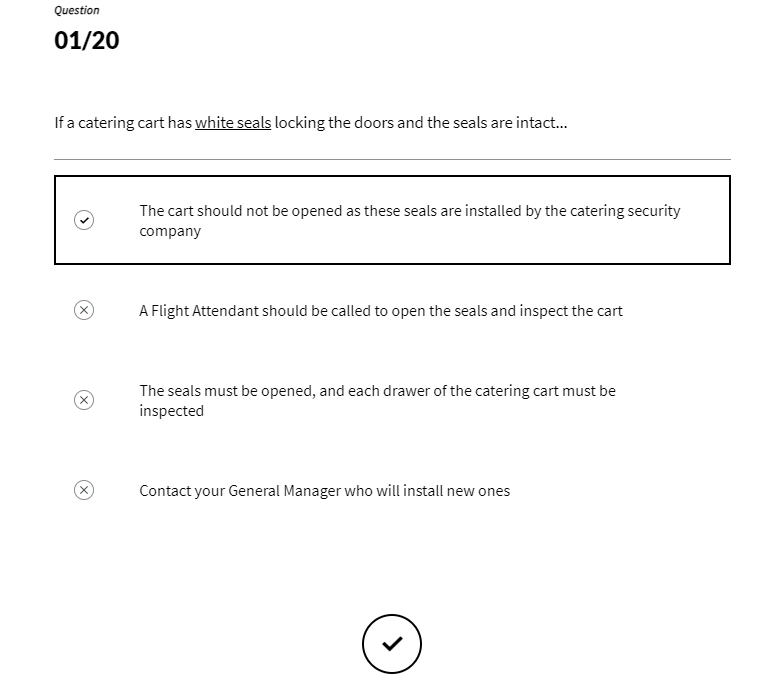 Question
01/20
If a catering cart has white seals locking the doors and the seals are intact...
The cart should not be opened as these seals are installed by the catering security
company
A Flight Attendant should be called to open the seals and inspect the cart
The seals must be opened, and each drawer of the catering cart must be
inspected
Contact your General Manager who will install new ones